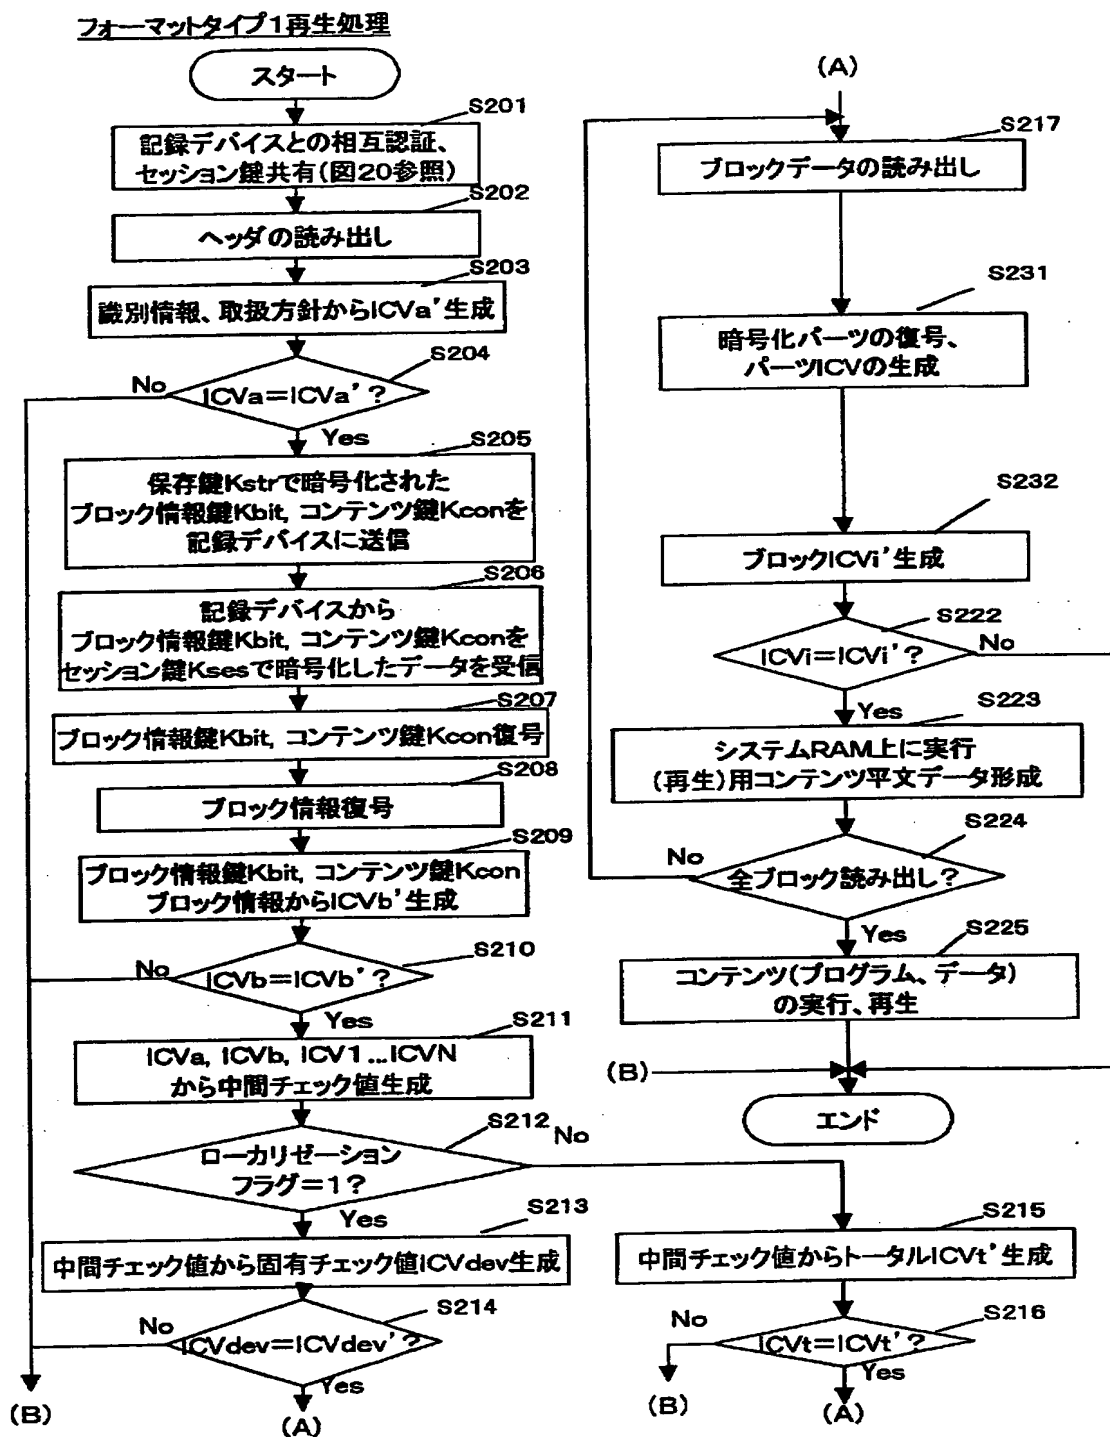 フォーマットタイプ1再生処理
スタート
S201
記録デバイスとの相互認証、
セッション鍵共有(図20参照)
S202
ヘッダの読み出し
S203
識別情報、取扱方針からICVa'生成
S204
ICVa=ICVa'?
No
Yes
S205
保存鍵Kstrで暗号化された
ブロック情報鍵Kbit, コンテンツ鍵Kconを
記録デバイスに送信
S206
記録デバイスから
ブロック情報鍵Kbit, コンテンツ鍵Kconを
セッション鍵Ksesで暗号化したデータを受信
S207
ブロック情報鍵Kbit, コンテンツ鍵Kcon復号
S208
ブロック情報復号
S209
ブロック情報鍵Kbit, コンテンツ鍵Kcon
ブロック情報からICVb'生成
S210
No
ICVb=ICVb'?
Yes
S211
ICVa, ICVb, ICV1...ICVN
から中間チェック値生成
S212
No
ローカリゼーション
フラグ=1?
Yes
S213
中間チェック値から固有チェック値ICVdev生成
S214
No
ICVdev=ICVdev'?
Yes
(B)
(A)
(A)
S217
ブロックデータの読み出し
S231
暗号化パーツの復号、
パーツICVの生成
S232
ブロックICVi'生成
S222
ICVi=ICVi'?
No
Yes
S223
システムRAM上に実行
(再生)用コンテンツ平文データ形成
S224
No
全ブロック読み出し?
Yes
S225
コンテンツ(プログラム、データ)
の実行、再生
(B)
エンド
S215
中間チェック値からトータルICVt'生成
S216
No
ICVt=ICVt'?
Yes
(B)
(A)